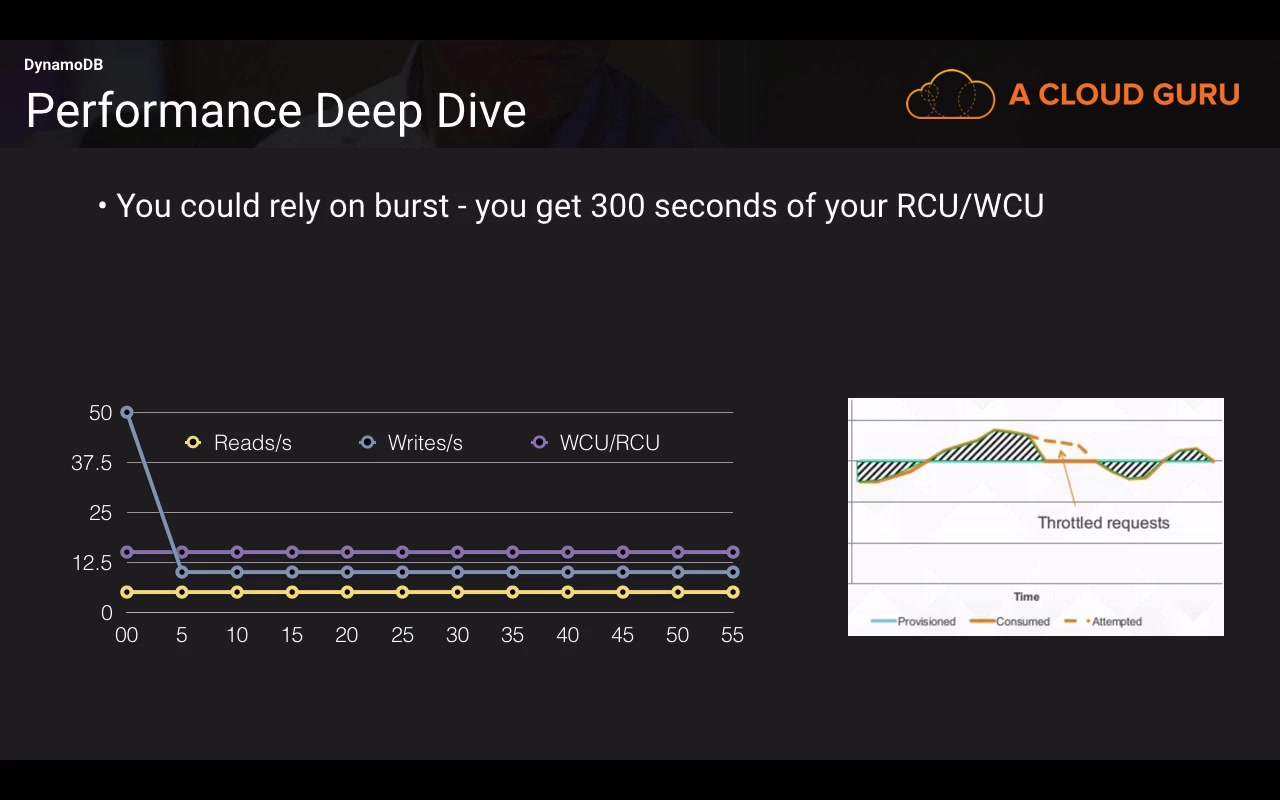 DynamoDB
Performance Deep Dive
A CLOUD GURU
• You could rely on burst - you get 300 seconds of your RCU/WCU
50
37.5
25
12.5
0
Reads/s Writes/s WCU/RCU
00 5 10 15 20 25 30 35 40 45 50 55
Throttled requests
Time
Provisioned Consumed Attempted